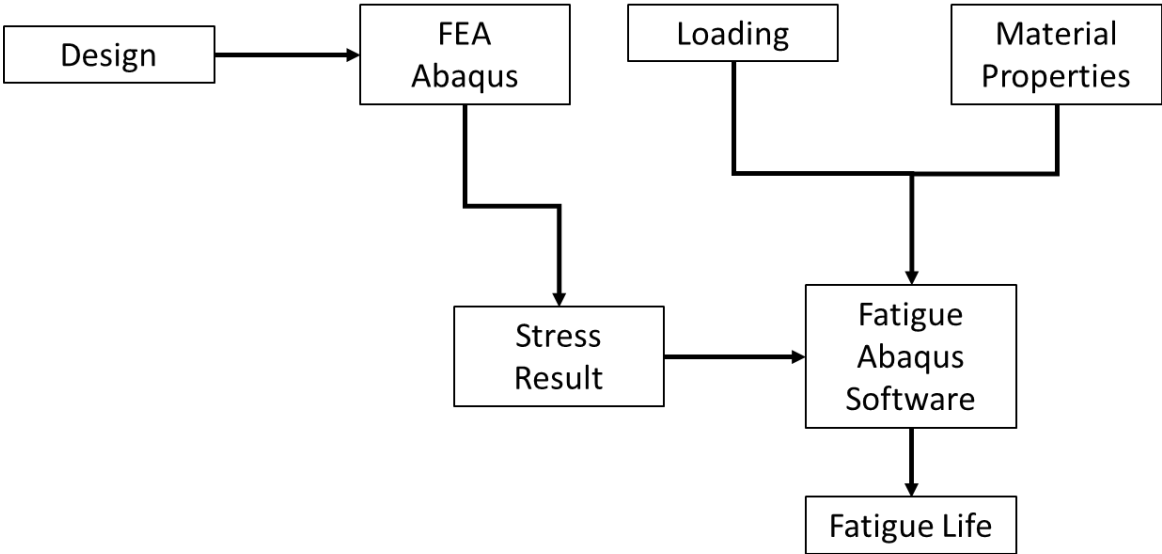 Design
FEA
Abaqus
Loading
Material
Properties
Stress
Result
Fatigue
Abaqus
Software
Fatigue Life